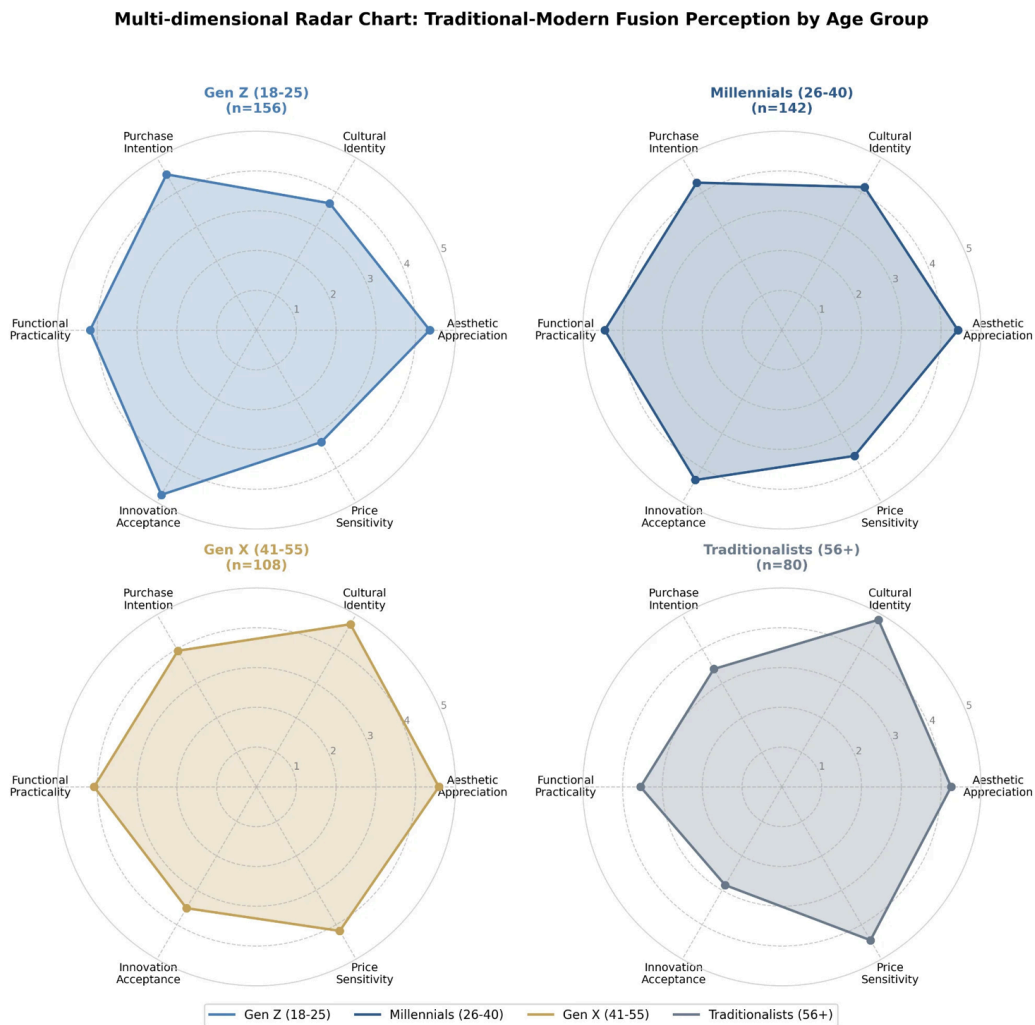 Multi-dimensional Radar Chart: Traditional-Modern Fusion Perception by Age Group
Gen Z (18-25)
(n=156)
Purchase
Intention
Cultural
Identity
Functional
Practicality
Aesthetic
Appreciation
Innovation
Acceptance
Price
Sensitivity
1
2
3
4
5
Millennials (26-40)
(n=142)
Purchase
Intention
Cultural
Identity
Functional
Practicality
Aesthetic
Appreciation
Innovation
Acceptance
Price
Sensitivity
1
2
3
4
5
Gen X (41-55)
(n=108)
Purchase
Intention
Cultural
Identity
Functional
Practicality
Aesthetic
Appreciation
Innovation
Acceptance
Price
Sensitivity
1
2
3
4
5
Traditionalists (56+)
(n=80)
Purchase
Intention
Cultural
Identity
Functional
Practicality
Aesthetic
Appreciation
Innovation
Acceptance
Price
Sensitivity
1
2
3
4
5
Gen Z (18-25) Millennials (26-40) Gen X (41-55) Traditionalists (56+)